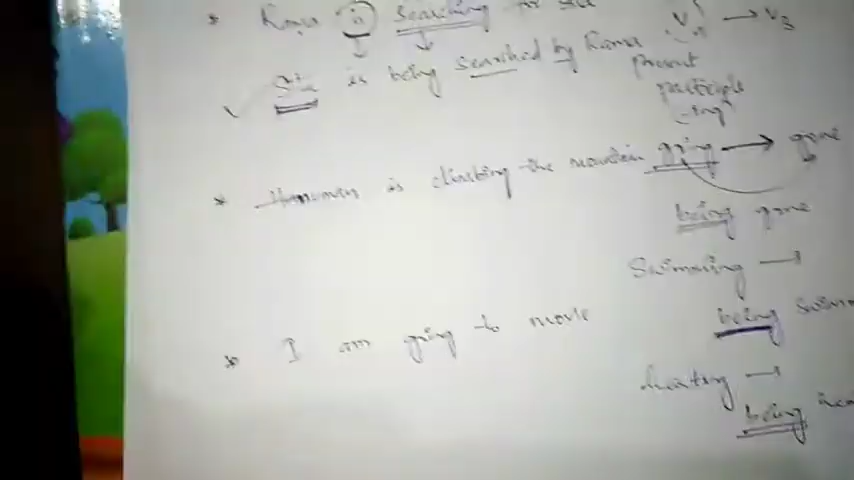 * Rama is searching for sita
V → V3
Sita is being searched by Rama
present
participle
"ing"
* Hanuman is climbing the mountain
going → gone
being gone
Swimming →
being
* I am going to movie
being